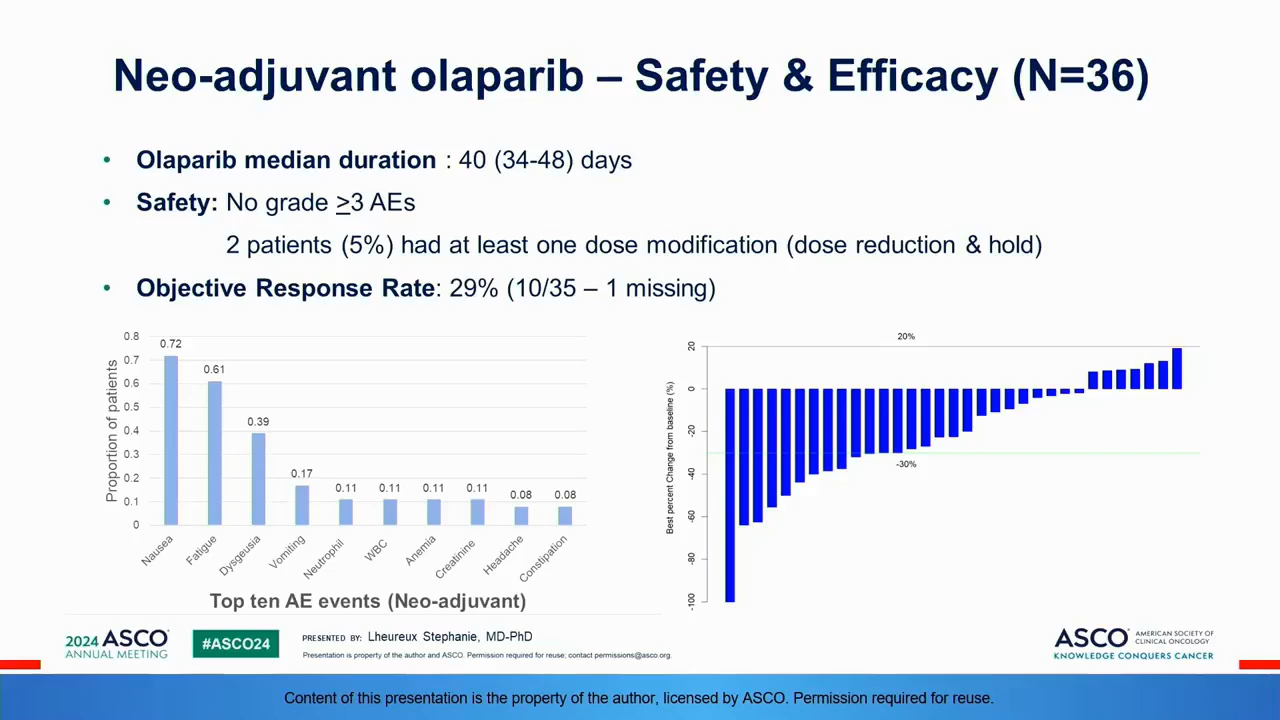 Neo-adjuvant olaparib – Safety & Efficacy (N=36)
• Olaparib median duration : 40 (34-48) days
• Safety: No grade >3 AEs
2 patients (5%) had at least one dose modification (dose reduction & hold)
• Objective Response Rate: 29% (10/35 – 1 missing)
Proportion of patients
0.8
0.7
0.6
0.5
0.4
0.3
0.2
0.1
0
0.72
0.61
0.39
0.17
0.11
0.11
0.11
0.11
0.08
0.08
Nausea
Fatigue
Dysgeusia
Vomiting
Neutrophil
WBC
Anemia
Creatinine
Headache
Constipation
Top ten AE events (Neo-adjuvant)
Best percent Change from baseline (%)
20
0
-20
-40
-60
-80
-100
20%
-30%
2024 ASCO®
ANNUAL MEETING
#ASCO24
PRESENTED BY: Lheureux Stephanie, MD-PhD
Presentation is property of the author and ASCO. Permission required for reuse; contact permissions@asco.org.
ASCO® AMERICAN SOCIETY OF
CLINICAL ONCOLOGY
KNOWLEDGE CONQUERS CANCER
Content of this presentation is the property of the author, licensed by ASCO. Permission required for reuse.